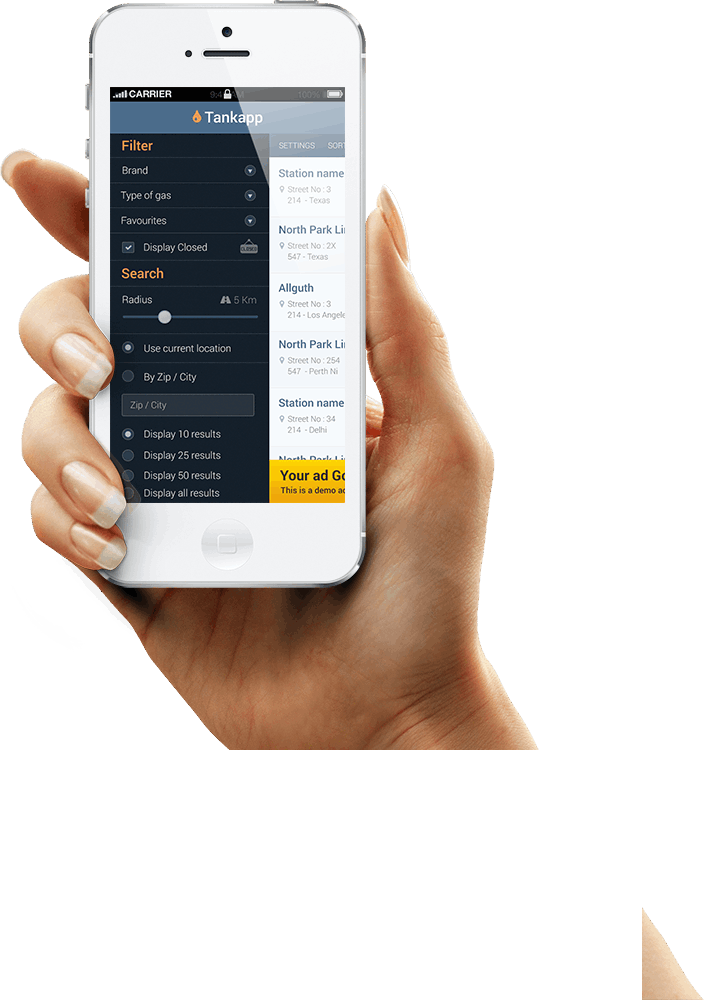 CARRIER 9:4 AM 100%
Tankapp
Filter
Brand
Type of gas
Favourites
Display Closed
CLOSED
Search
Radius 5 Km
Use current location
By Zip / City
Zip / City
Display 10 results
Display 25 results
Display 50 results
Display all results
SETTINGS SORT
Station name
Street No : 3
214 - Texas
North Park Li
Street No : 2X
547 - Texas
Allguth
Street No : 3
214 - Los Angele
North Park Li
Street No : 254
547 - Perth Ni
Station name
Street No : 34
214 - Delhi
North Park Li
Your ad Go
This is a demo ad